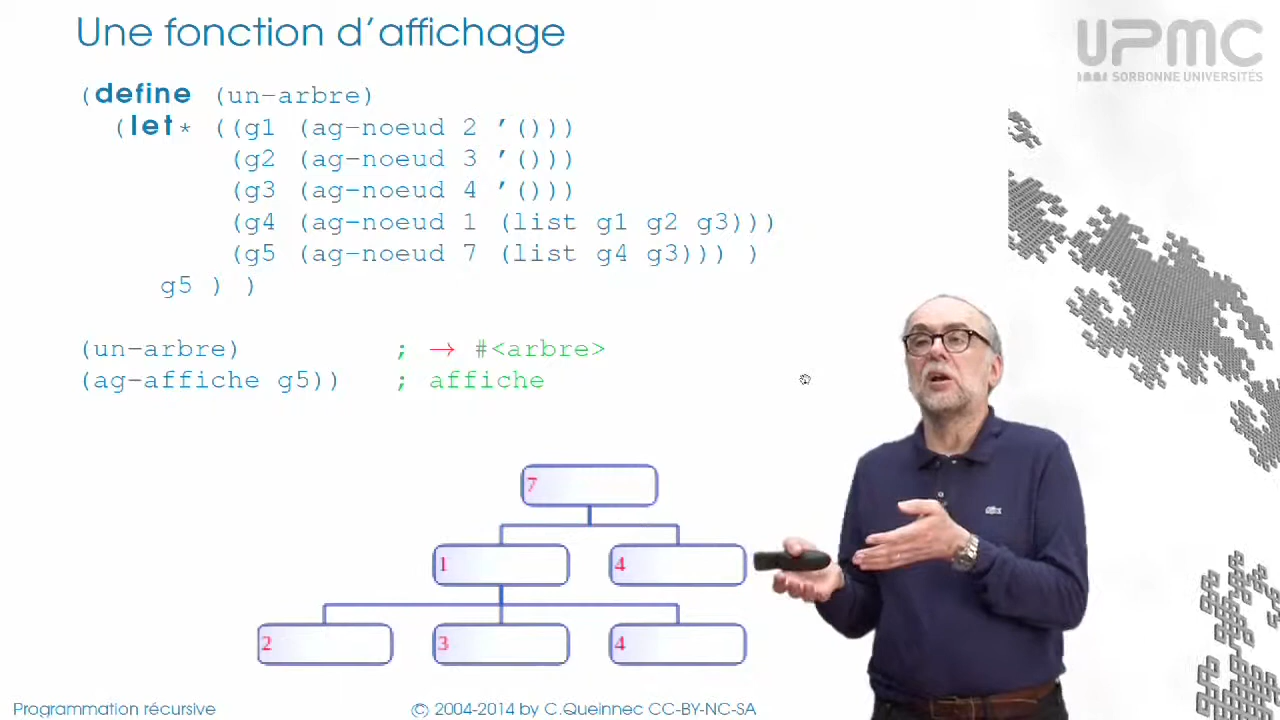 Une fonction d'affichage
UPMC
SORBONNE UNIVERSITÉS
(define (un-arbre)
(let* ((g1 (ag-noeud 2 '()))
(g2 (ag-noeud 3 '()))
(g3 (ag-noeud 4 '()))
(g4 (ag-noeud 1 (list g1 g2 g3)))
(g5 (ag-noeud 7 (list g4 g3))) )
g5 ) )
(un-arbre) ; → #<arbre>
(ag-affiche g5)) ; affiche
7
1 4
2 3 4
Programmation récursive © 2004-2014 by C.Queinnec CC-BY-NC-SA